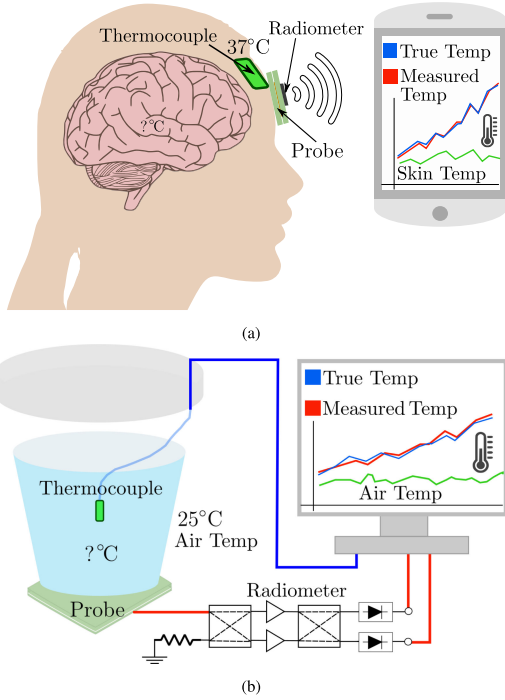 Thermocouple
37°C
Radiometer
?°C
Probe
True Temp
Measured
Temp
Skin Temp
(a)
Thermocouple
?°C
Probe
25°C
Air Temp
True Temp
Measured Temp
Air Temp
Radiometer
(b)